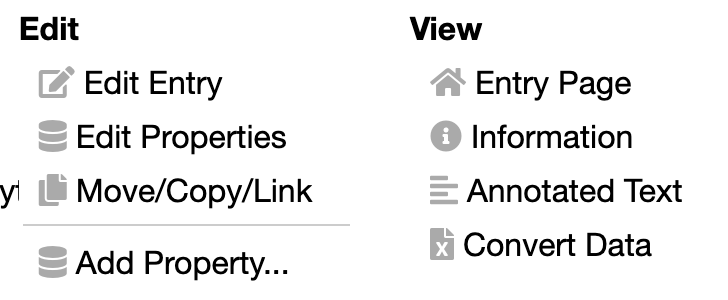 Edit
Edit Entry
Edit Properties
Move/Copy/Link
Add Property...
View
Entry Page
Information
Annotated Text
Convert Data